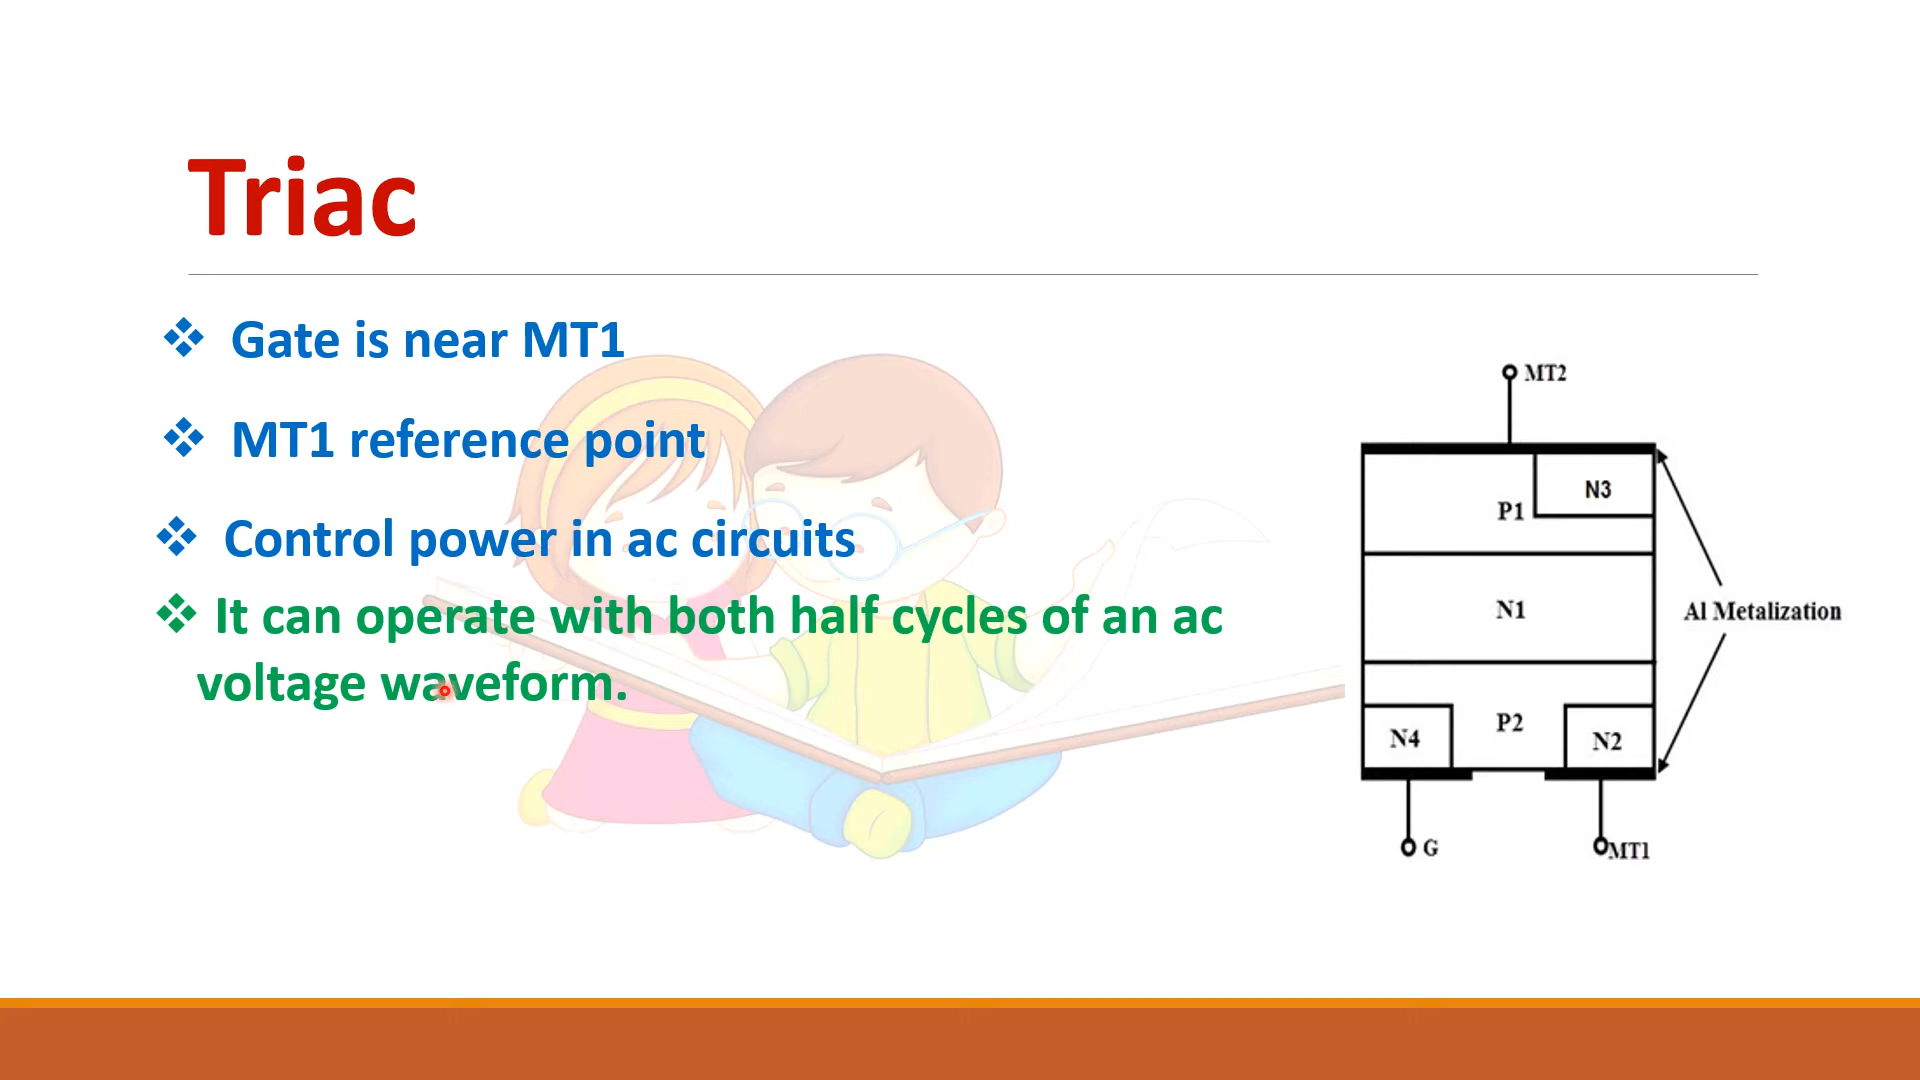 Triac
❖ Gate is near MT1
❖ MT1 reference point
❖ Control power in ac circuits
❖ It can operate with both half cycles of an ac
voltage waveform.
MT2
N3
P1
N1
Al Metalization
P2
N4
N2
G
MT1